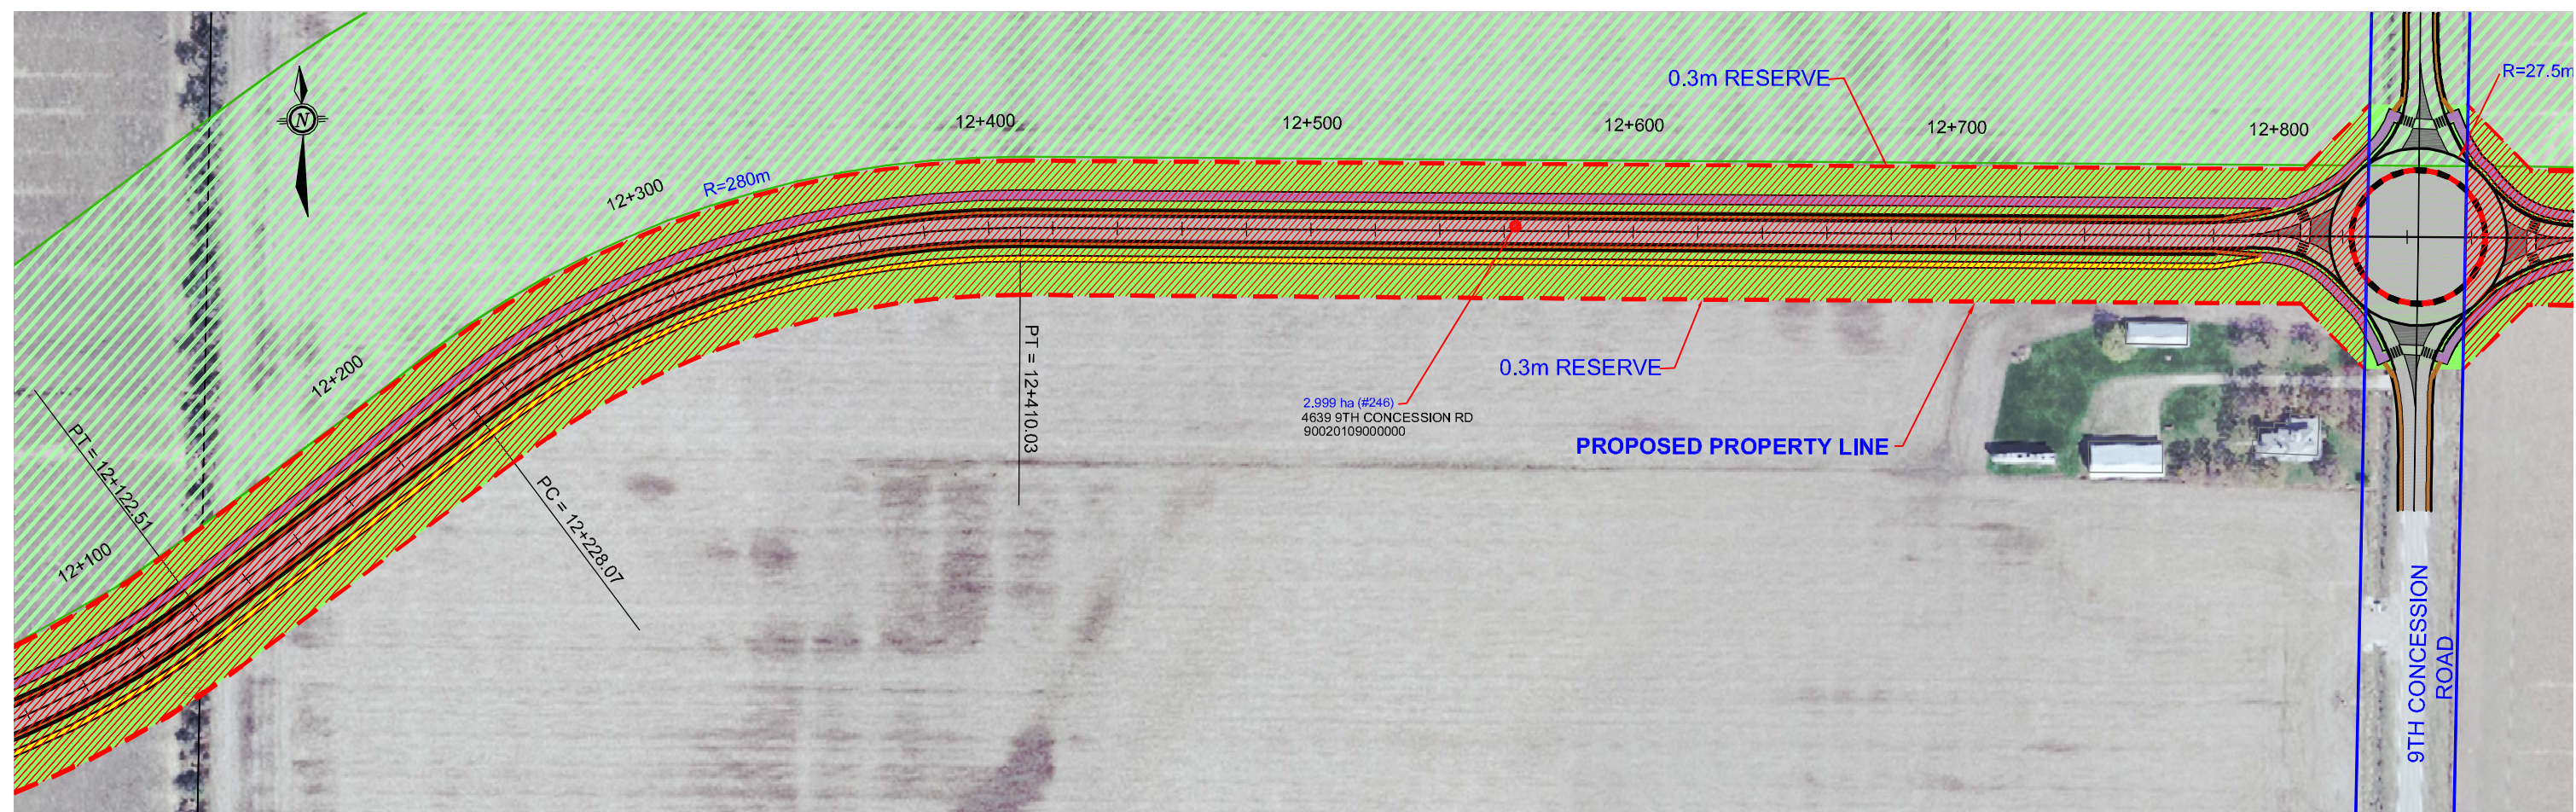 0.3m RESERVE
R=27.5m
N
12+400
12+500
12+600
12+700
12+800
12+300
R=280m
12+200
12+100
PT = 12+122.51
PC = 12+228.07
PT = 12+410.03
0.3m RESERVE
2.999 ha (#246)
4639 9TH CONCESSION RD
90020109000000
PROPOSED PROPERTY LINE
9TH CONCESSION
ROAD